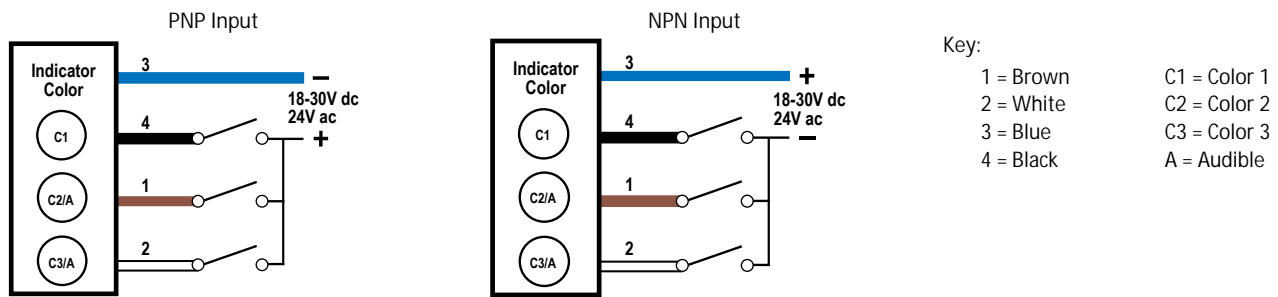 PNP Input
Indicator
Color
3
−
18-30V dc
24V ac
+
4
C1
1
C2/A
2
C3/A
NPN Input
Indicator
Color
3
+
18-30V dc
24V ac
−
4
C1
1
C2/A
2
C3/A
Key:
1 = Brown C1 = Color 1
2 = White C2 = Color 2
3 = Blue C3 = Color 3
4 = Black A = Audible